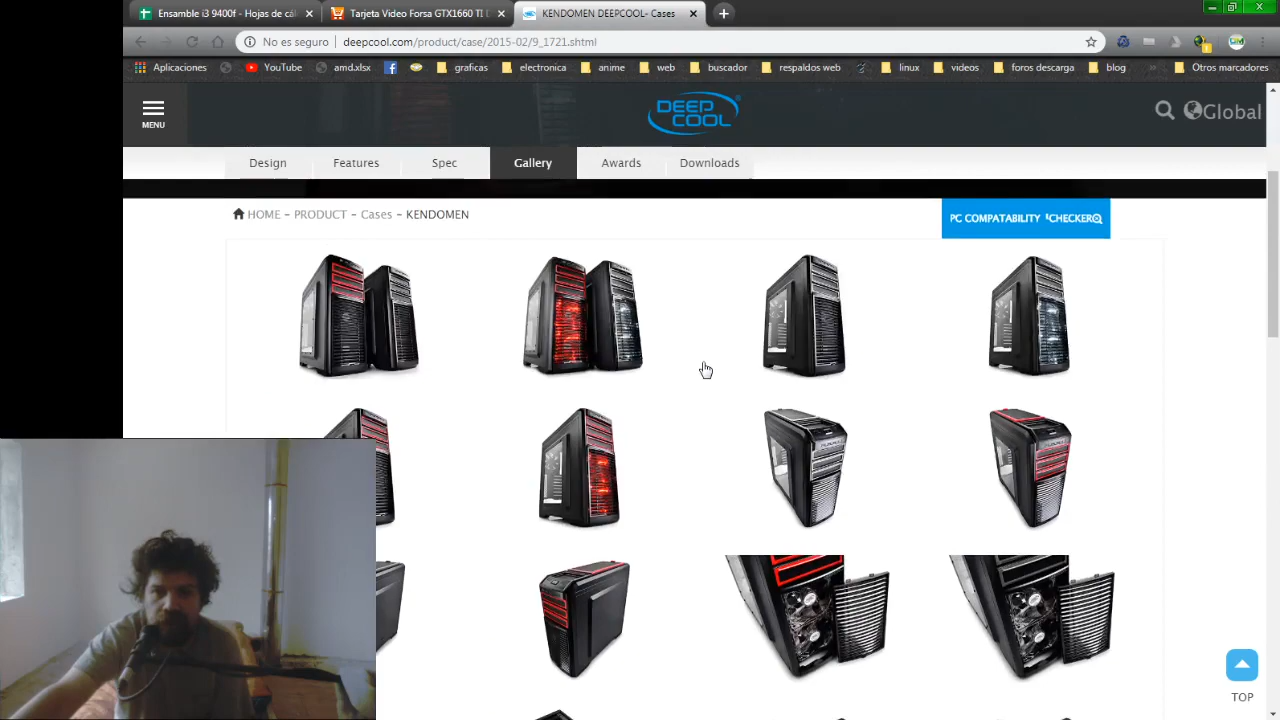 Ensamble i3 9400f - Hojas de cál
Tarjeta Video Forsa GTX1660 TI D
KENDOMEN DEEPCOOL- Cases
No es seguro
deepcool.com/product/case/2015-02/9_1721.shtml
Aplicaciones
YouTube
amd.xlsx
graficas
electronica
anime
web
buscador
respaldos web
linux
videos
foros descarga
blog
»
Otros marcadores
MENU
DEEP
COOL
Global
Design
Features
Spec
Gallery
Awards
Downloads
HOME - PRODUCT - Cases - KENDOMEN
PC COMPATABILITY CHECKER
TOP